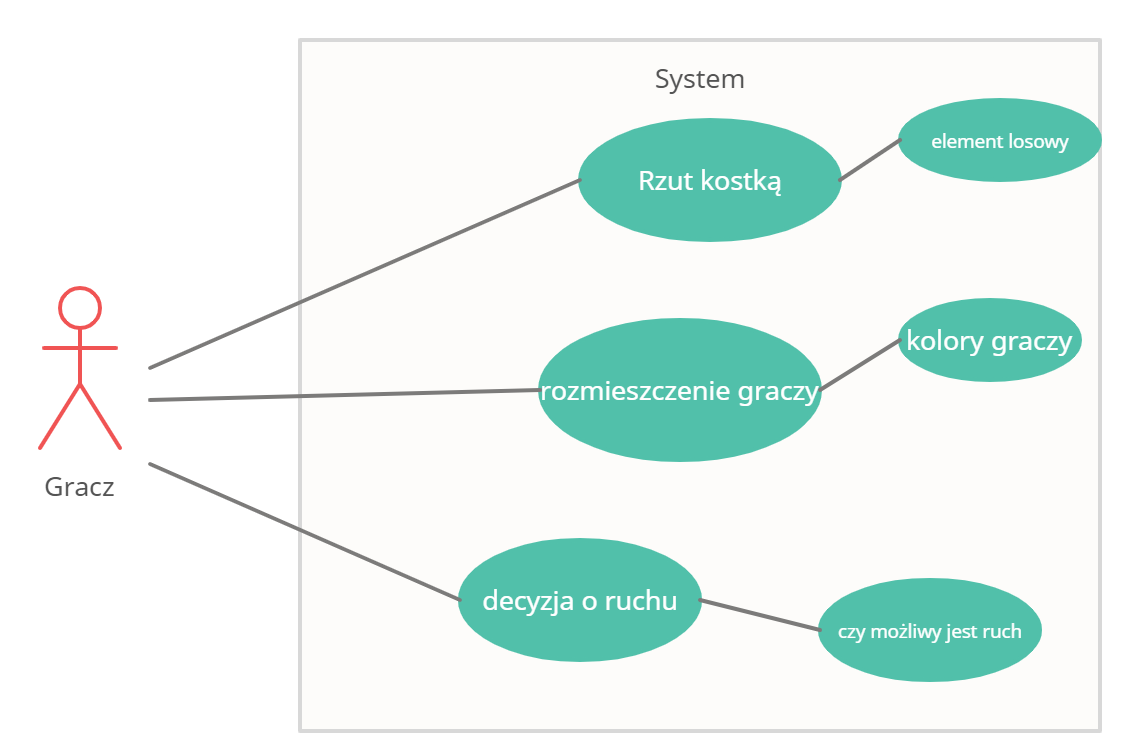 System
element losowy
Rzut kostką
kolory graczy
rozmieszczenie graczy
Gracz
decyzja o ruchu
czy możliwy jest ruch